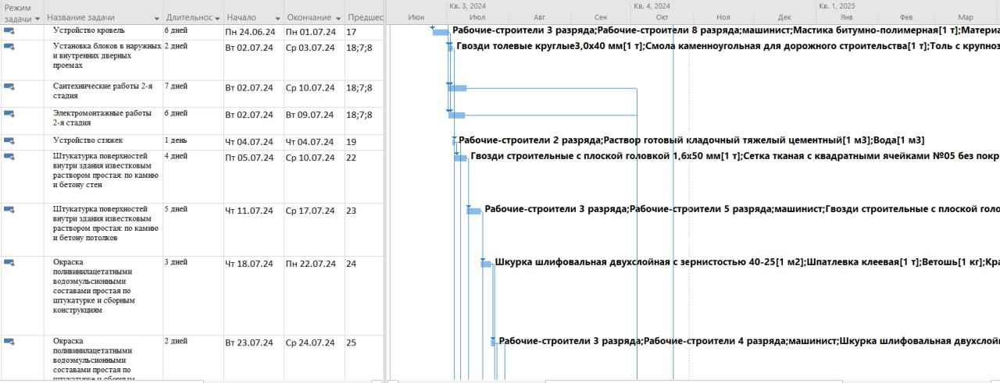 Режим задачи Название задачи Длительнос Начало Окончание Предшес
Кв. 3, 2024 Кв. 4, 2024 Кв. 1, 2025
Июн Июл Авг Сен Окт Ноя Дек Янв Фев Мар
Устройство кровель 6 дней Пн 24.06.24 Пн 01.07.24 17
Рабочие-строители 3 разряда;Рабочие-строители 8 разряда;машинист;Мастика битумно-полимерная[1 т];Материа
Установка блоков в наружных 2 дней Вт 02.07.24 Ср 03.07.24 18;7;8
и внутренних дверных
проемах
Гвозди толевые круглые3,0х40 мм[1 т];Смола каменноугольная для дорожного строительства[1 т];Толь с крупноз
Сантехнические работы 2-я 7 дней Вт 02.07.24 Ср 10.07.24 18;7;8
стадия
Электромонтажные работы 6 дней Вт 02.07.24 Вт 09.07.24 18;7;8
2-я стадия
Устройство стяжек 1 день Чт 04.07.24 Чт 04.07.24 19
Рабочие-строители 2 разряда;Раствор готовый кладочный тяжелый цементный[1 м3];Вода[1 м3]
Штукатурка поверхностей 4 дней Пт 05.07.24 Ср 10.07.24 22
внутри здания известковым
раствором простая: по камню
и бетону стен
Гвозди строительные с плоской головкой 1,6х50 мм[1 т];Сетка тканая с квадратными ячейками №05 без покр
Штукатурка поверхностей 5 дней Чт 11.07.24 Ср 17.07.24 23
внутри здания известковым
раствором простая: по камню
и бетону потолков
Рабочие-строители 3 разряда;Рабочие-строители 5 разряда;машинист;Гвозди строительные с плоской голо
Окраска 3 дней Чт 18.07.24 Пн 22.07.24 24
поливинилацетатными
водоэмульсионными
составами простая по
штукатурке и сборным
конструкциям
Шкурка шлифовальная двухслойная с зернистостью 40-25[1 м2];Шпатлевка клеевая[1 т];Ветошь[1 кг];Кра
Окраска 2 дней Вт 23.07.24 Ср 24.07.24 25
поливинилацетатными
водоэмульсионными
составами простая по
штукатурке и сборным
Рабочие-строители 3 разряда;Рабочие-строители 4 разряда;машинист;Шкурка шлифовальная двухслой